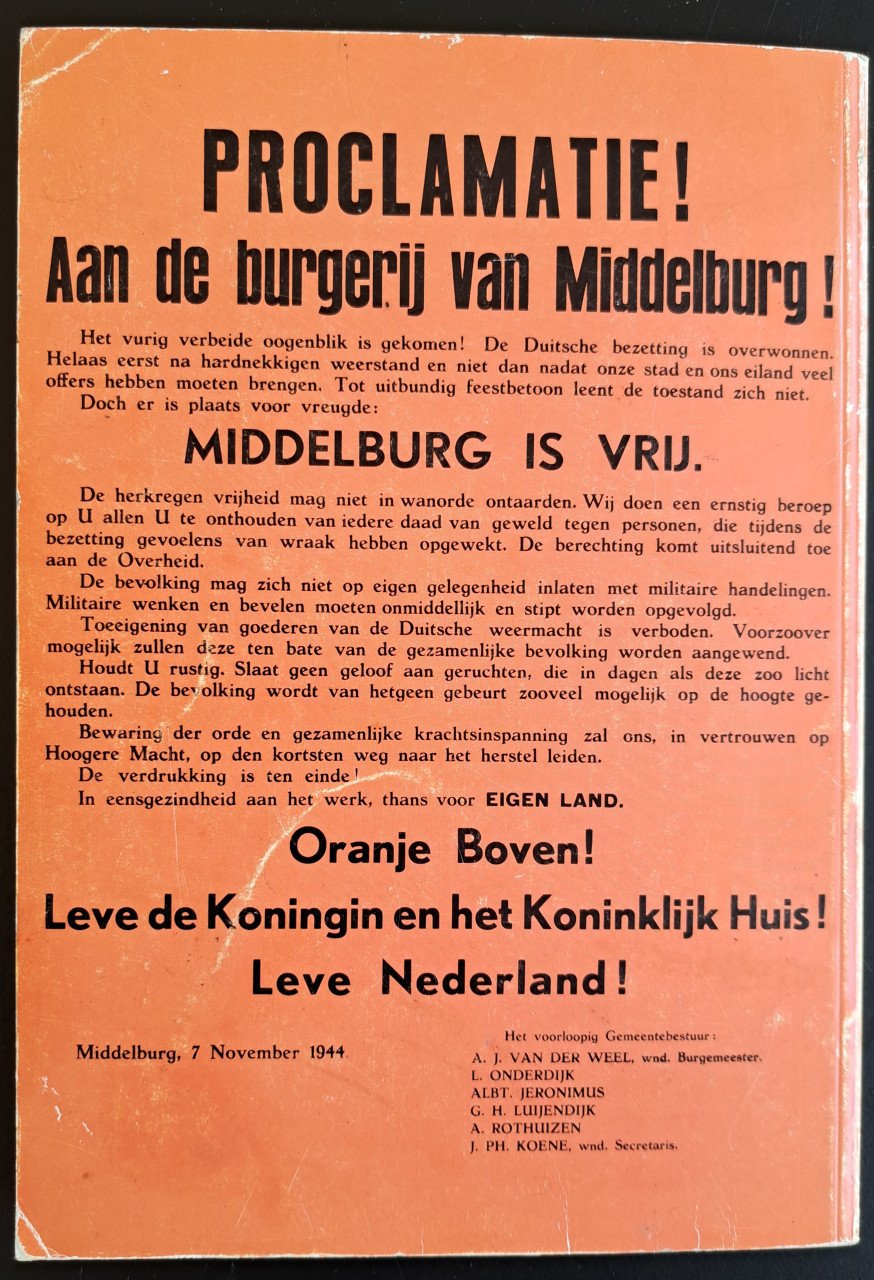 PROCLAMATIE!
Aan de burgerij van Middelburg!
Het vurig verbeide oogenblik is gekomen! De Duitsche bezetting is overwonnen.
Helaas eerst na hardnekkigen weerstand en niet dan nadat onze stad en ons eiland veel
offers hebben moeten brengen. Tot uitbundig feestbetoon leent de toestand zich niet.
Doch er is plaats voor vreugde:
MIDDELBURG IS VRIJ.
De herkregen vrijheid mag niet in wanorde ontaarden. Wij doen een ernstig beroep
op U allen U te onthouden van iedere daad van geweld tegen personen, die tijdens de
bezetting gevoelens van wraak hebben opgewekt. De berechting komt uitsluitend toe
aan de Overheid.
De bevolking mag zich niet op eigen gelegenheid inlaten met militaire handelingen.
Militaire wenken en bevelen moeten onmiddellijk en stipt worden opgevolgd.
Toeeigening van goederen van de Duitsche weermacht is verboden. Voorzoover
mogelijk zullen deze ten bate van de gezamenlijke bevolking worden aangewend.
Houdt U rustig. Slaat geen geloof aan geruchten, die in dagen als deze zoo licht
ontstaan. De bevolking wordt van hetgeen gebeurt zooveel mogelijk op de hoogte ge-
houden.
Bewaring der orde en gezamenlijke krachtsinspanning zal ons, in vertrouwen op
Hoogere Macht, op den kortsten weg naar het herstel leiden.
De verdrukking is ten einde!
In eensgezindheid aan het werk, thans voor EIGEN LAND.
Oranje Boven!
Leve de Koningin en het Koninklijk Huis!
Leve Nederland!
Middelburg, 7 November 1944.
Het voorloopig Gemeentebestuur:
A. J. VAN DER WEEL, wnd. Burgemeester.
L. ONDERDIJK
ALBT. JERONIMUS
G. H. LUIJENDIJK
A. ROTHUIZEN
J. PH. KOENE, wnd. Secretaris.